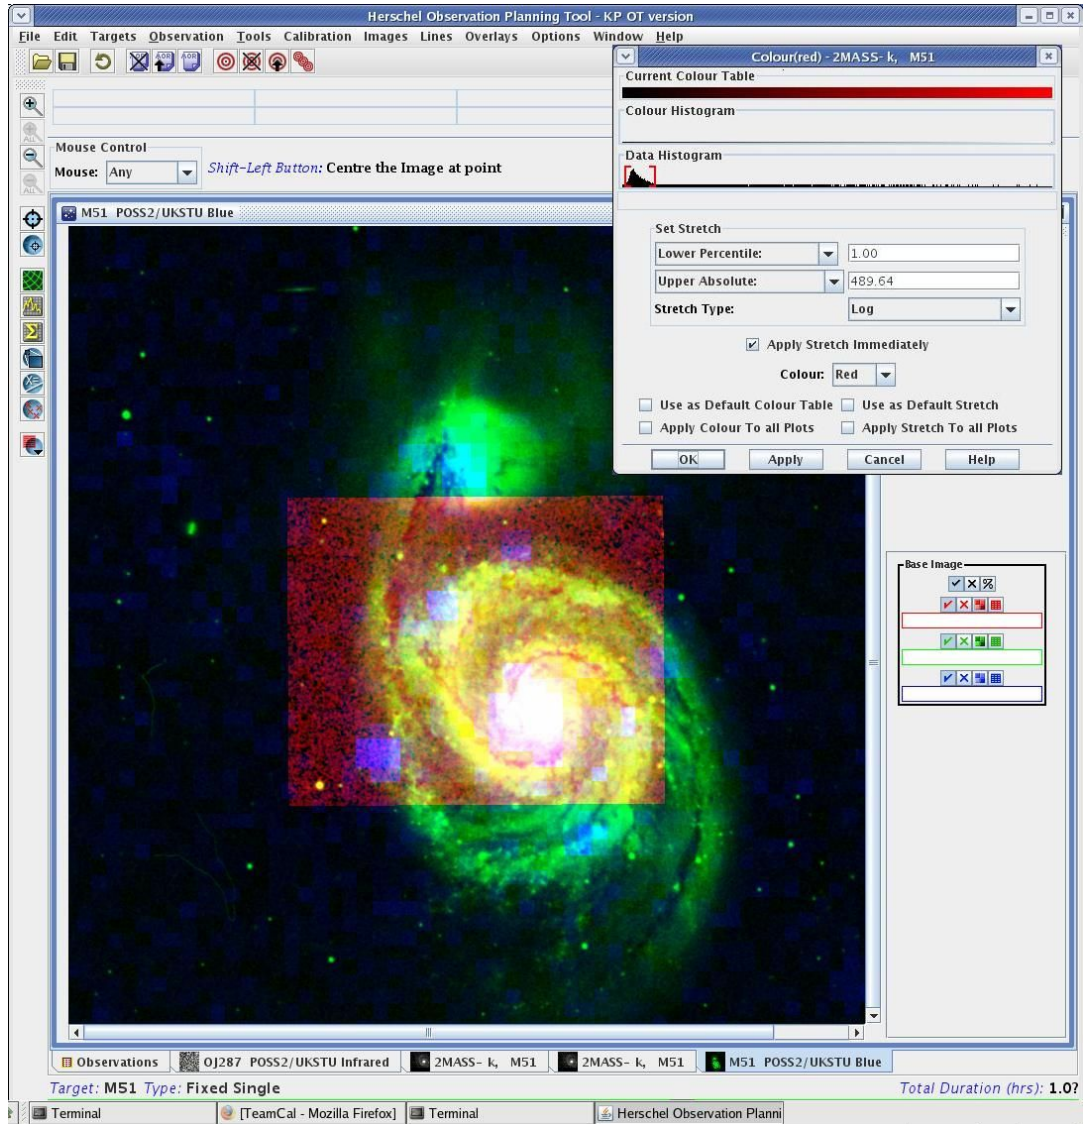 Herschel Observation Planning Tool - KP OT version
File Edit Targets Observation Tools Calibration Images Lines Overlays Options Window Help
Colour(red) - 2MASS- k, M51
Current Colour Table
Colour Histogram
Data Histogram
Mouse Control
Mouse: Any Shift-Left Button: Centre the Image at point
M51 POSS2/UKSTU Blue
Set Stretch
Lower Percentile: 1.00
Upper Absolute: 489.64
Stretch Type: Log
Apply Stretch Immediately
Colour: Red
Use as Default Colour Table Use as Default Stretch
Apply Colour To all Plots Apply Stretch To all Plots
OK Apply Cancel Help
Base Image
Observations OJ287 POSS2/UKSTU Infrared 2MASS- k, M51 2MASS- k, M51 M51 POSS2/UKSTU Blue
Target: M51 Type: Fixed Single Total Duration (hrs): 1.0?
Terminal [TeamCal - Mozilla Firefox] Terminal Herschel Observation Planni